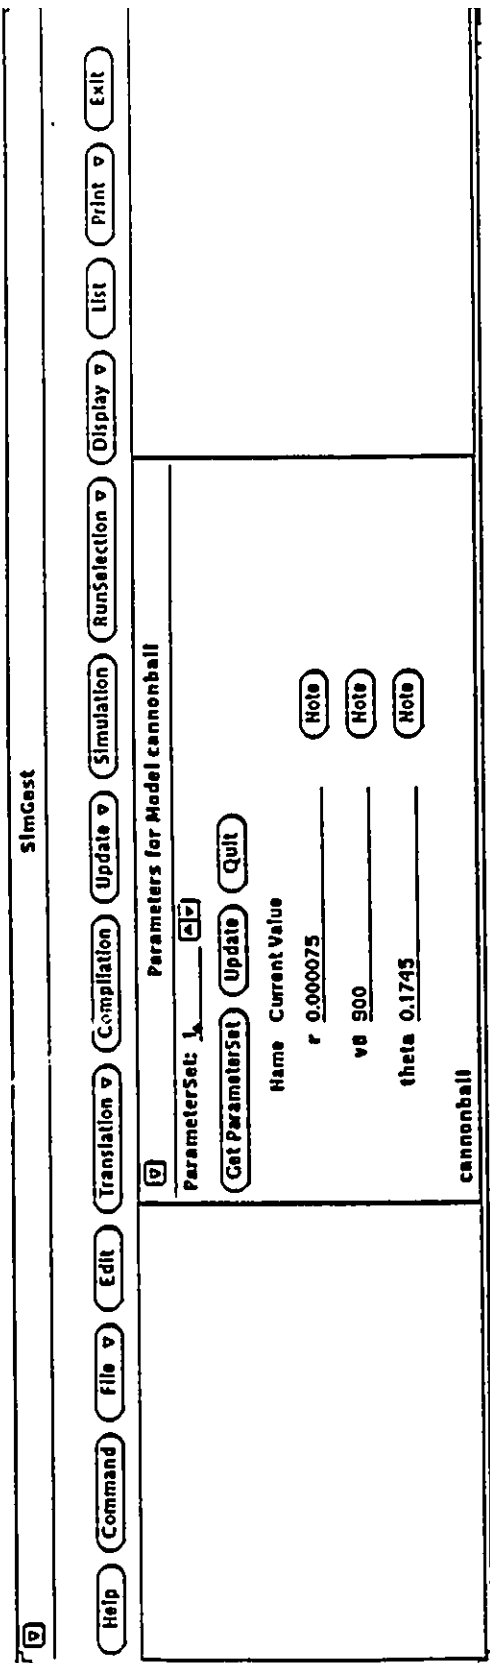 SimGest
Help Command File Edit Translation Compilation Update Simulation RunSelection Display List Print Exit
Parameters for Model cannonball
ParameterSet: 1
Get ParameterSet Update Quit
Name Current Value
r 0.000075 Note
v0 900 Note
theta 0.1745 Note
cannonball